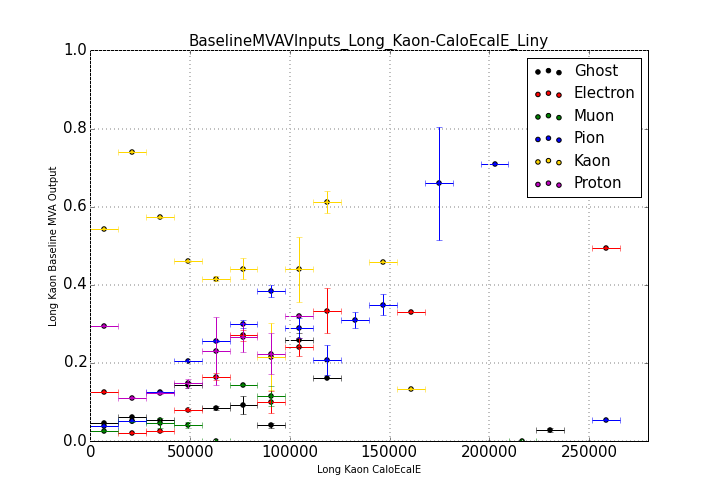 BaselineMVAVInputs_Long_Kaon-CaloEcalE_Liny
1.0
0.8
0.6
0.4
0.2
0.0
Long Kaon Baseline MVA Output
Ghost
Electron
Muon
Pion
Kaon
Proton
0
50000
100000
150000
200000
250000
Long Kaon CaloEcalE